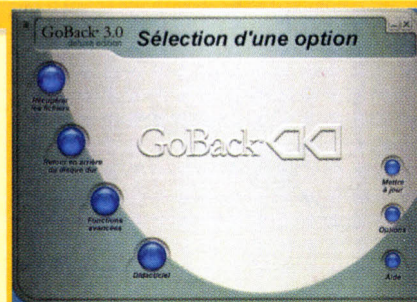 GoBack 3.0
deluxe edition
Sélection d'une option
Récupérer
les fichiers
GoBack
Retour en arrière
du disque dur
Mettre
à jour
Fonctions
avancées
Options
Didacticiel
Aide